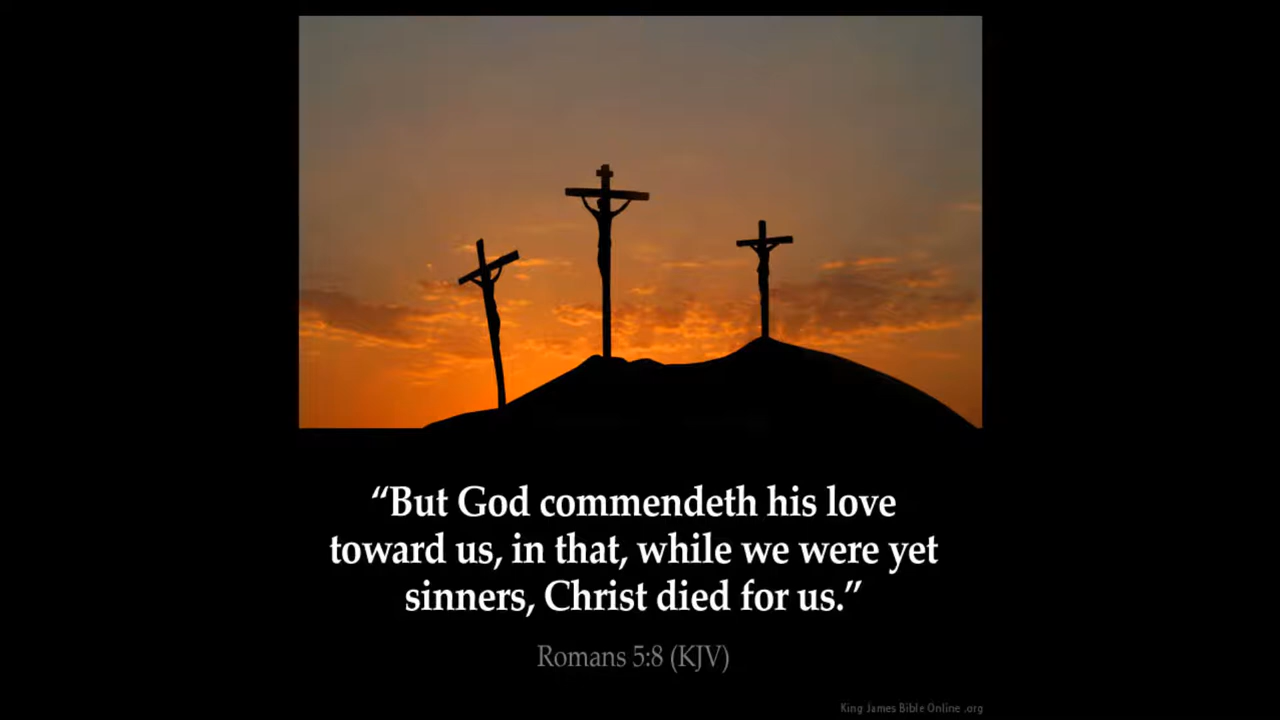 “But God commendeth his love
toward us, in that, while we were yet
sinners, Christ died for us.”
Romans 5:8 (KJV)
King James Bible Online .org